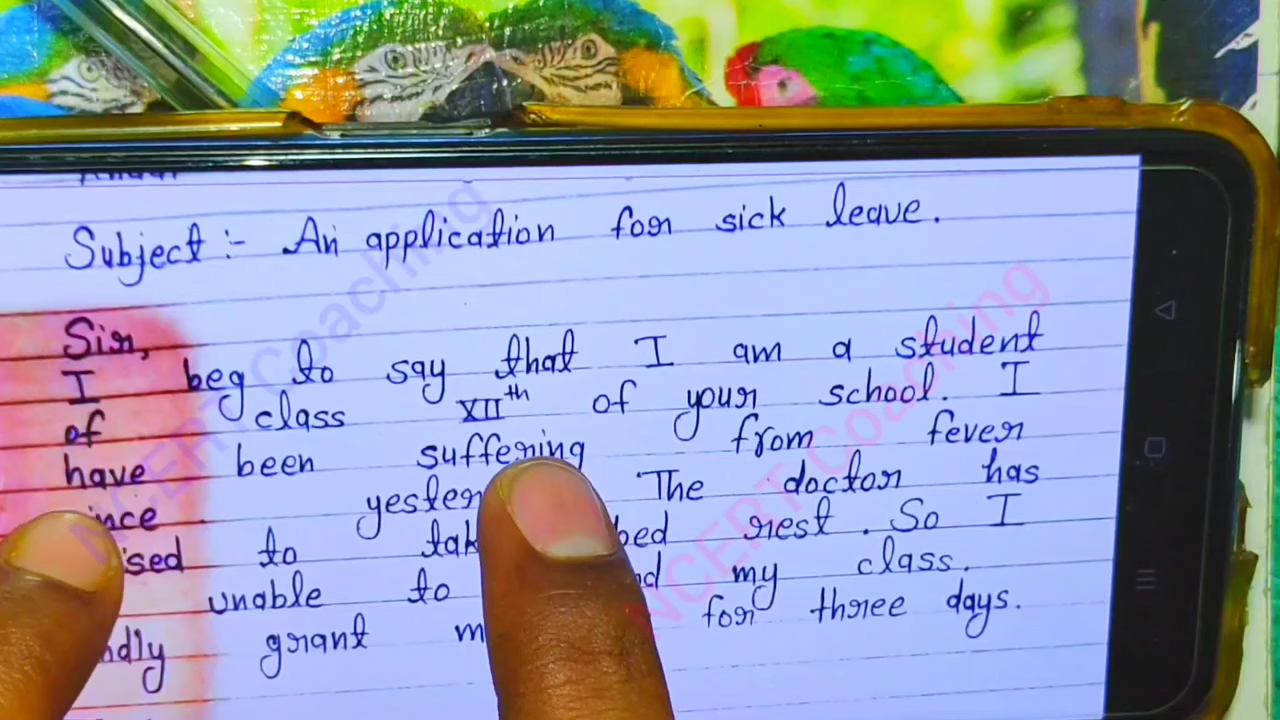 Subject :- An application for sick leave.
Sir,
I beg to say that I am a student
of class XIIth of your school. I
have been suffering from fever
The doctor has
to bed rest. So I
unable to my class.
grant for three days.
NCERT Coaching
NCERT Coaching